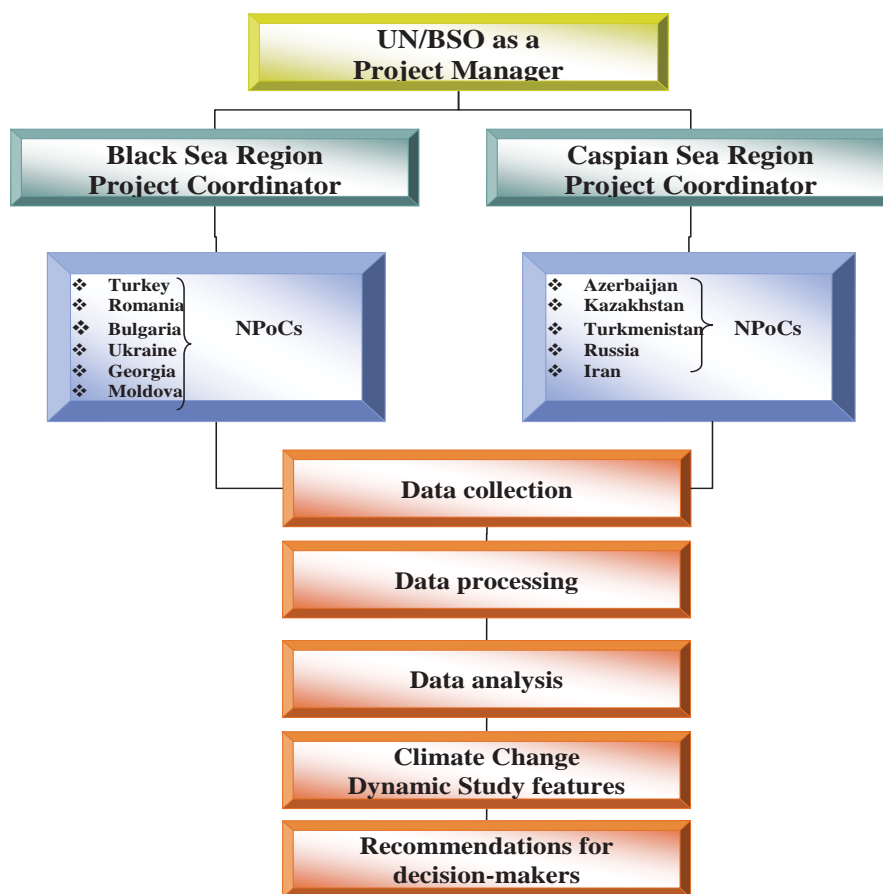 UN/BSO as a
Project Manager
Black Sea Region
Project Coordinator
Caspian Sea Region
Project Coordinator
❖ Turkey
❖ Romania
❖ Bulgaria
❖ Ukraine
❖ Georgia
❖ Moldova
NPoCs
❖ Azerbaijan
❖ Kazakhstan
❖ Turkmenistan
❖ Russia
❖ Iran
NPoCs
Data collection
Data processing
Data analysis
Climate Change
Dynamic Study features
Recommendations for
decision-makers